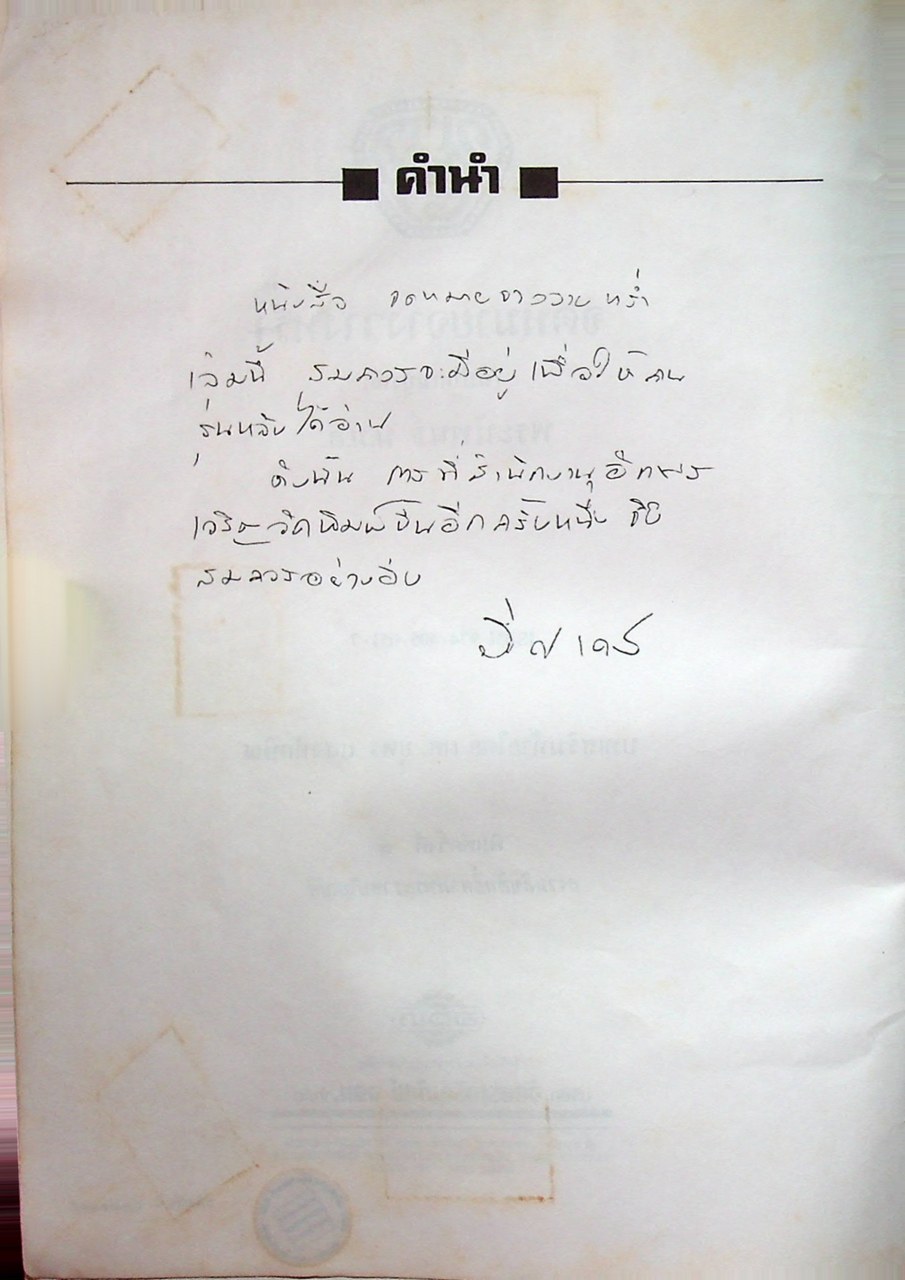 คำนำ
หนังสือ จดหมายจางวางหร่ำ
เล่มนี้ สมควรจะมีอยู่ เพื่อให้คน
รุ่นหลังได้อ่าน
ดังนั้น การที่สำนักงานอักษร
เจริญจัดพิมพ์ขึ้นอีกครั้งหนึ่ง จึง
สมควรอย่างยิ่ง